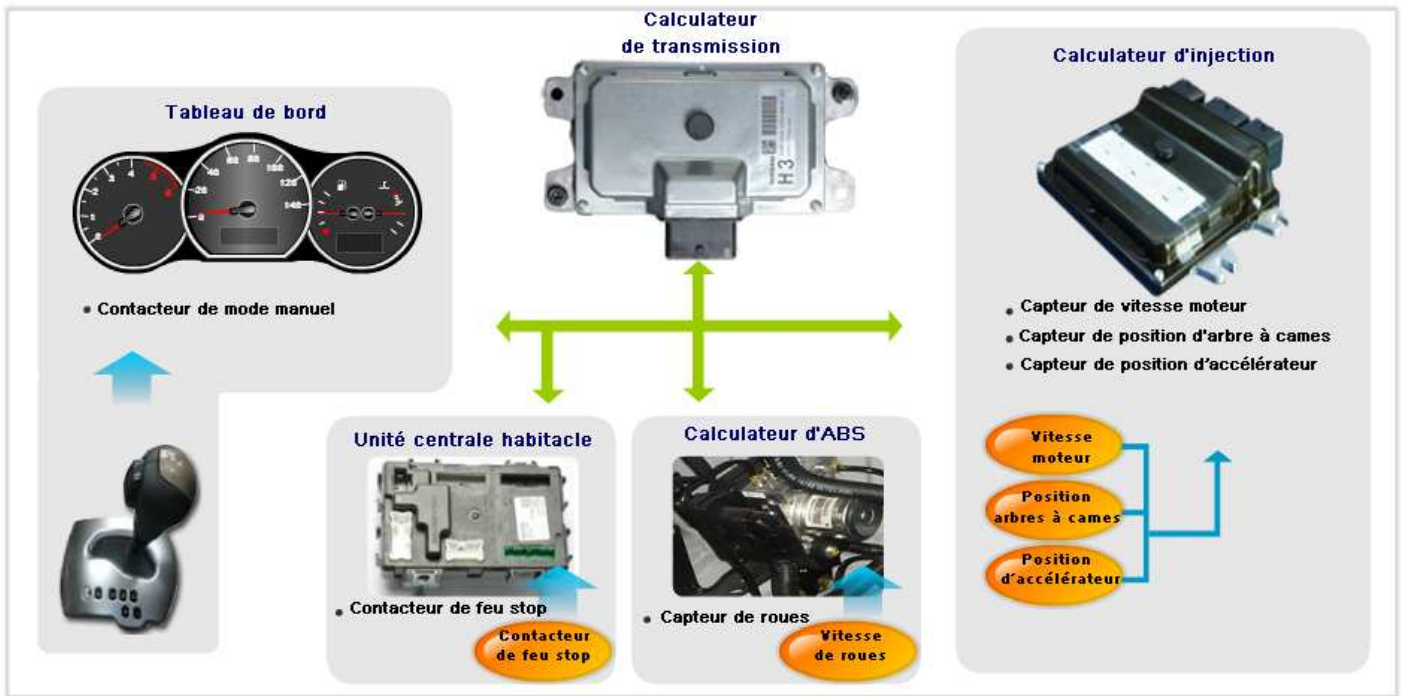 Calculateur
de transmission
Calculateur d'injection
Tableau de bord
H3
• Contacteur de mode manuel
• Capteur de vitesse moteur
• Capteur de position d'arbre à cames
• Capteur de position d'accélérateur
Unité centrale habitacle
Calculateur d'ABS
Vitesse
moteur
Position
arbres à cames
Position
d'accélérateur
• Contacteur de feu stop
• Capteur de roues
Contacteur
de feu stop
Vitesse
de roues